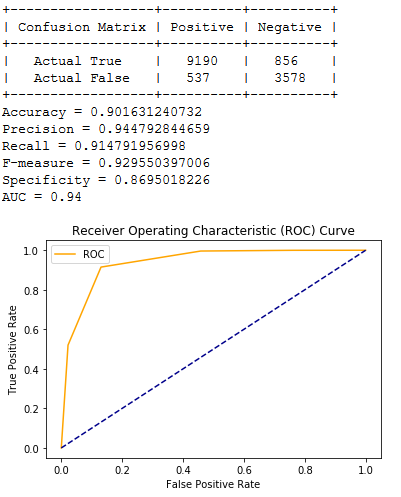 +------------------+----------+----------+
| Confusion Matrix | Positive | Negative |
+------------------+----------+----------+
|   Actual True    |   9190   |   856    |
|   Actual False   |   537    |   3578   |
+------------------+----------+----------+
Accuracy = 0.901631240732
Precision = 0.944792844659
Recall = 0.914791956998
F-measure = 0.929550397006
Specificity = 0.8695018226
AUC = 0.94
Receiver Operating Characteristic (ROC) Curve
ROC
1.0
0.8
0.6
0.4
0.2
0.0
True Positive Rate
0.0 0.2 0.4 0.6 0.8 1.0
False Positive Rate